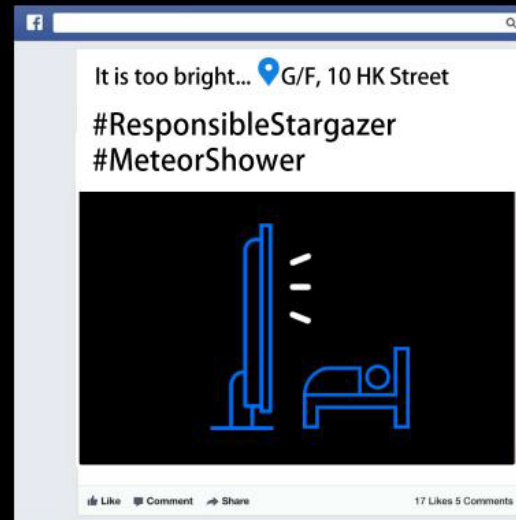 f
It is too bright... G/F, 10 HK Street
#ResponsibleStargazer
#MeteorShower
Like Comment Share 17 Likes 5 Comments